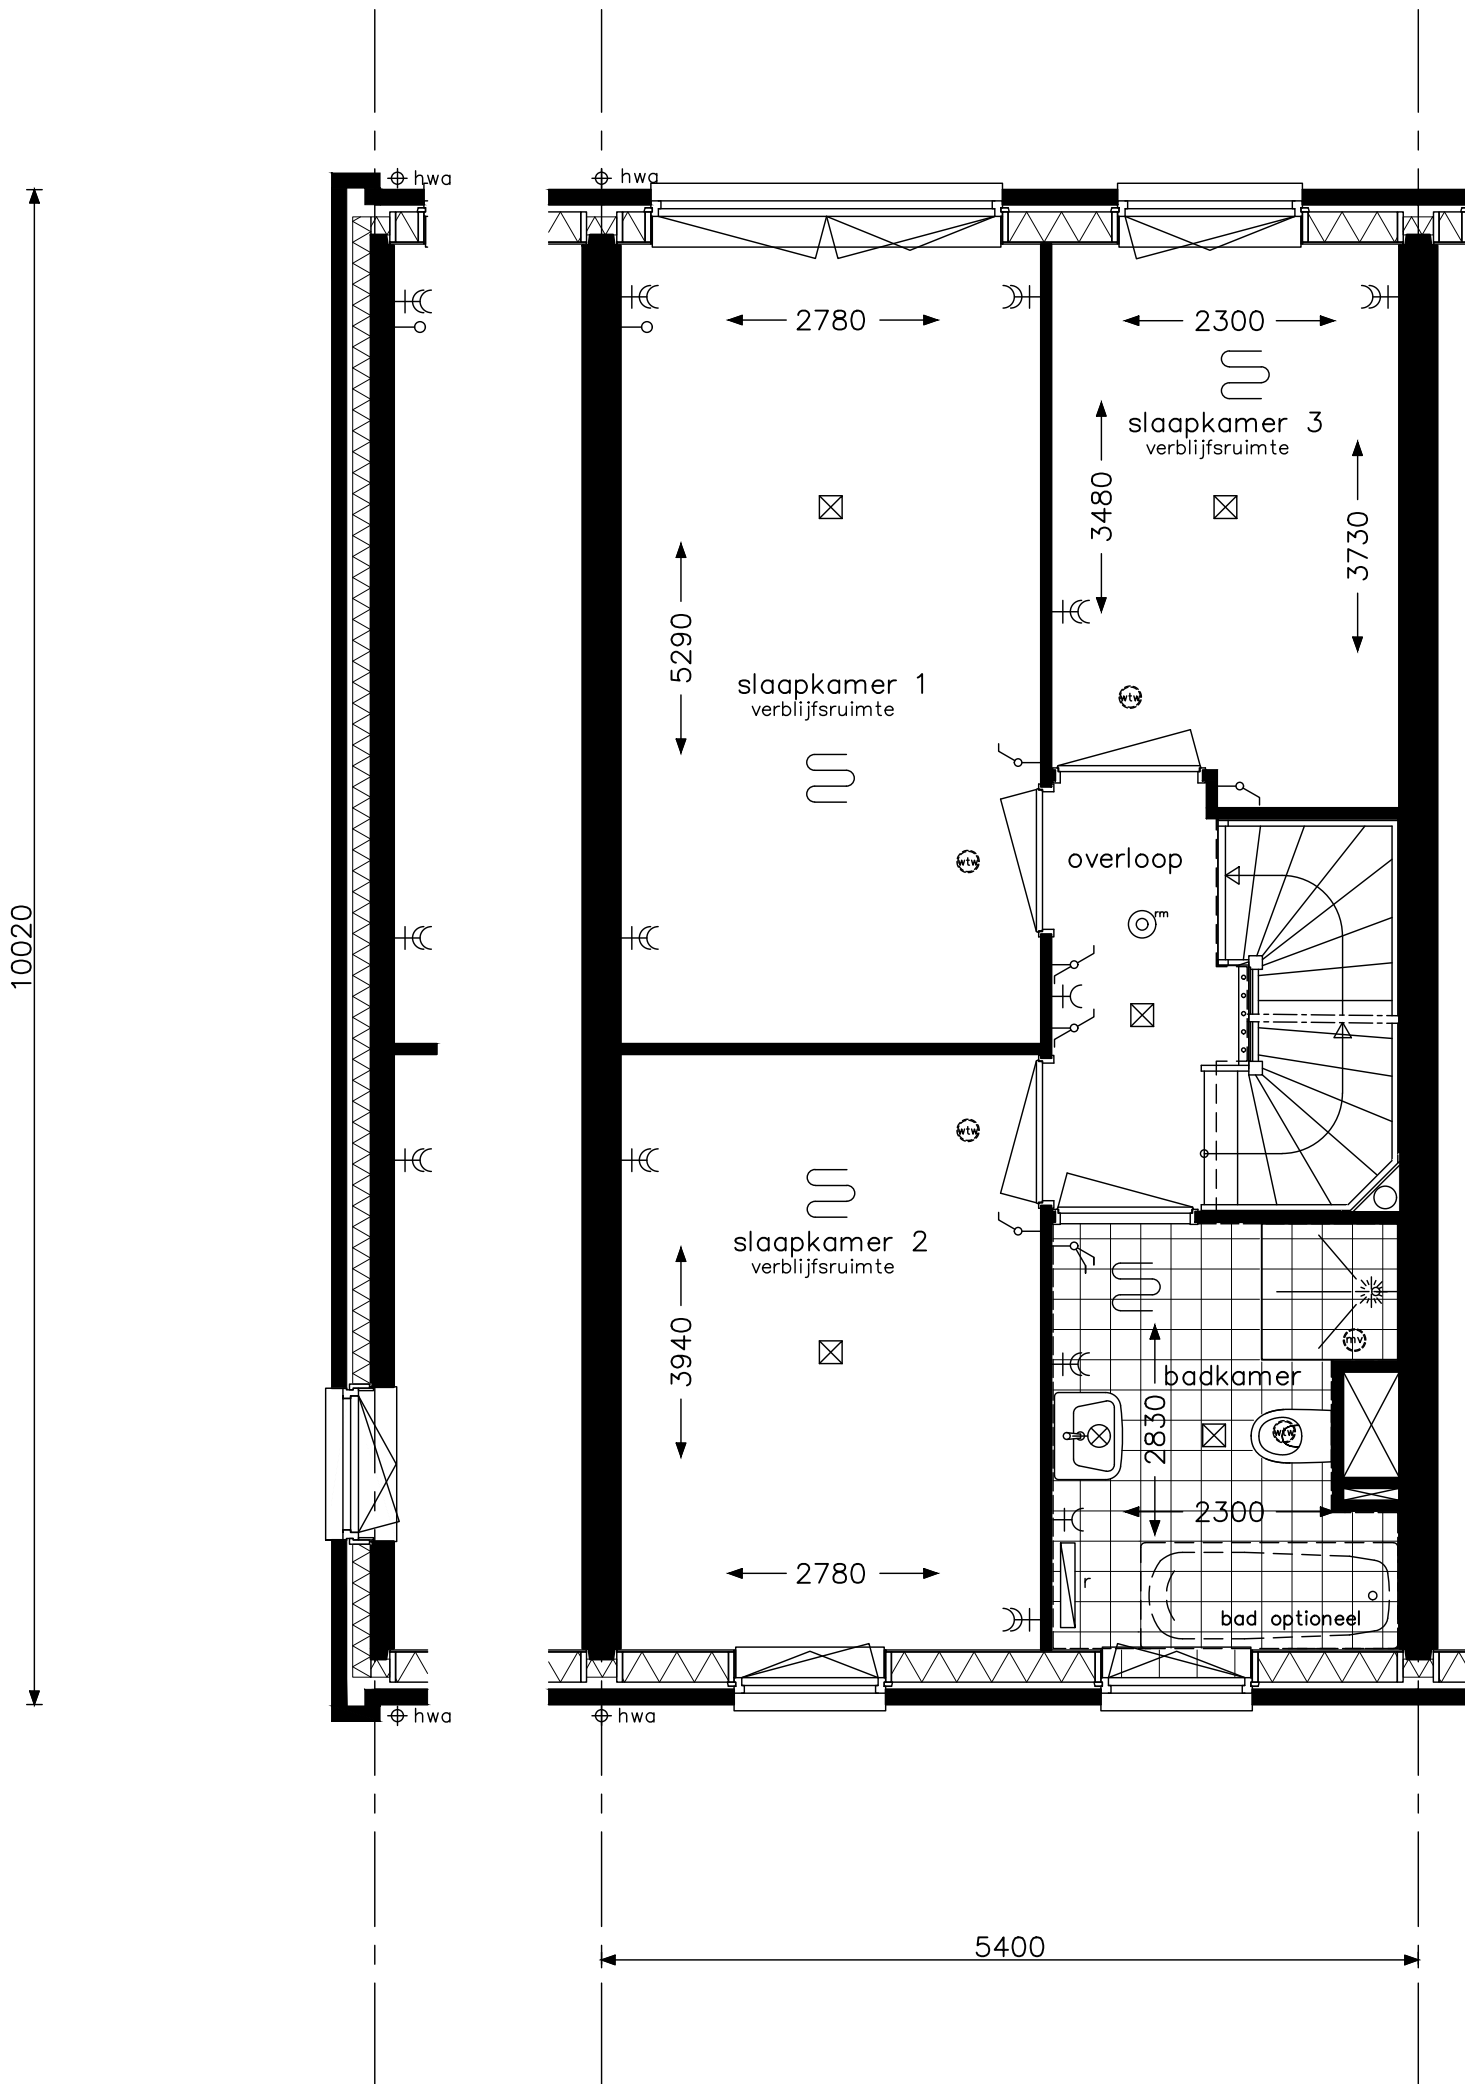 hwa
hwa
2780
2300
slaapkamer 3
verblijfsruimte
3480
3730
5290
slaapkamer 1
verblijfsruimte
wtw
wtw
overloop
rm
10020
wtw
slaapkamer 2
verblijfsruimte
3940
mv
badkamer
2830
wtw
2300
2780
r
bad optioneel
hwa
hwa
5400